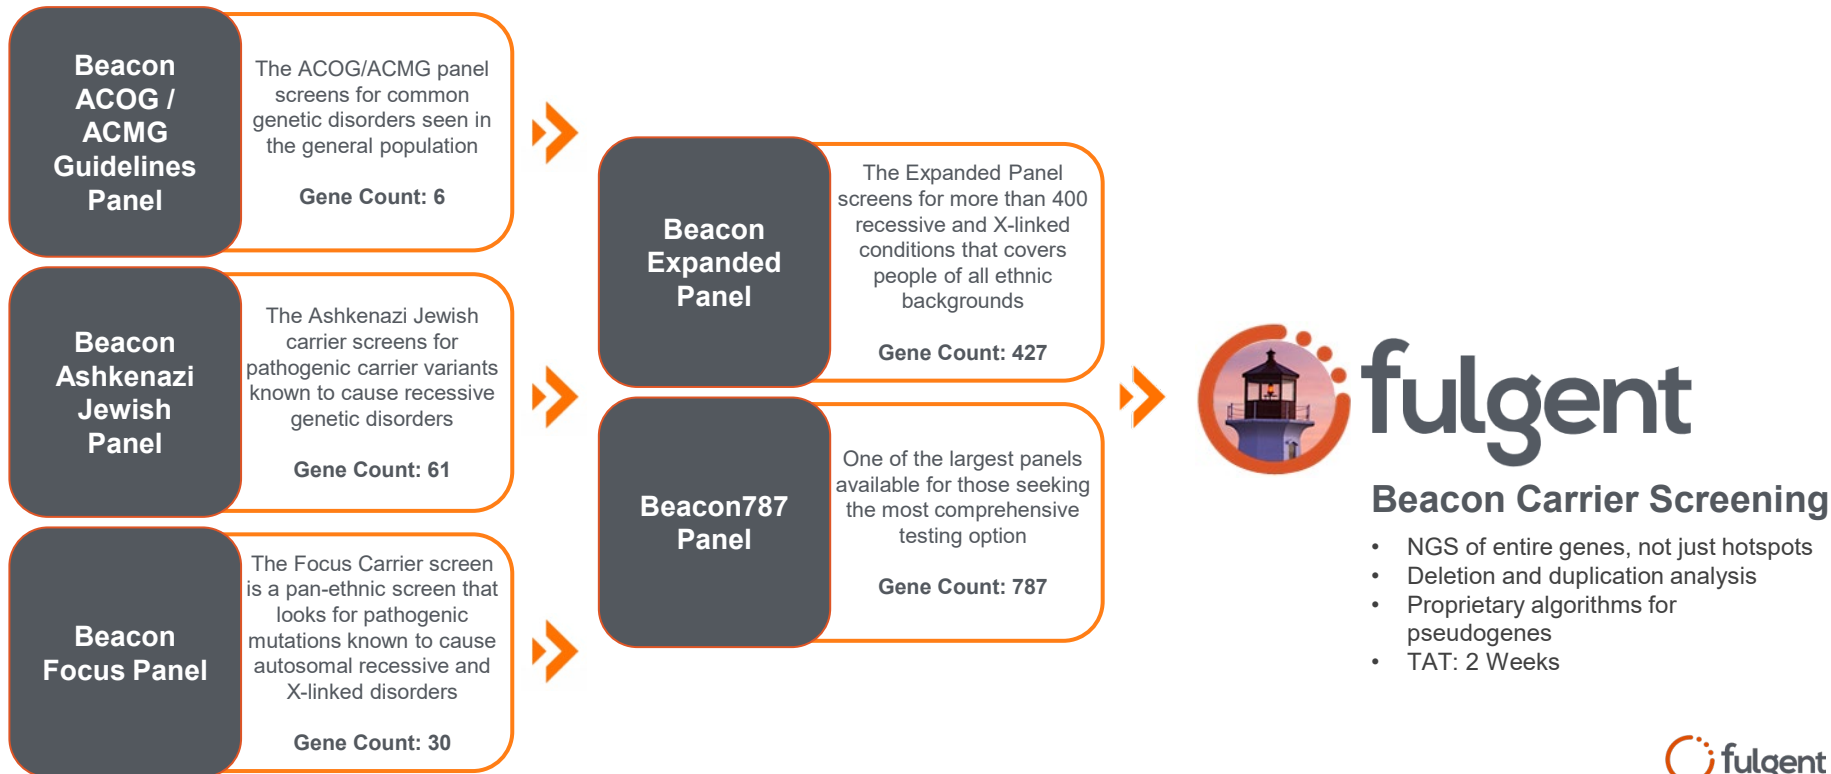 Beacon
ACOG /
ACMG
Guidelines
Panel
The ACOG/ACMG panel
screens for common
genetic disorders seen in
the general population
Gene Count: 6
Beacon
Ashkenazi
Jewish
Panel
The Ashkenazi Jewish
carrier screens for
pathogenic carrier variants
known to cause recessive
genetic disorders
Gene Count: 61
Beacon
Focus Panel
The Focus Carrier screen
is a pan-ethnic screen that
looks for pathogenic
mutations known to cause
autosomal recessive and
X-linked disorders
Gene Count: 30
Beacon
Expanded
Panel
The Expanded Panel
screens for more than 400
recessive and X-linked
conditions that covers
people of all ethnic
backgrounds
Gene Count: 427
Beacon787
Panel
One of the largest panels
available for those seeking
the most comprehensive
testing option
Gene Count: 787
fulgent
Beacon Carrier Screening
• NGS of entire genes, not just hotspots
• Deletion and duplication analysis
• Proprietary algorithms for
pseudogenes
• TAT: 2 Weeks
fulgent